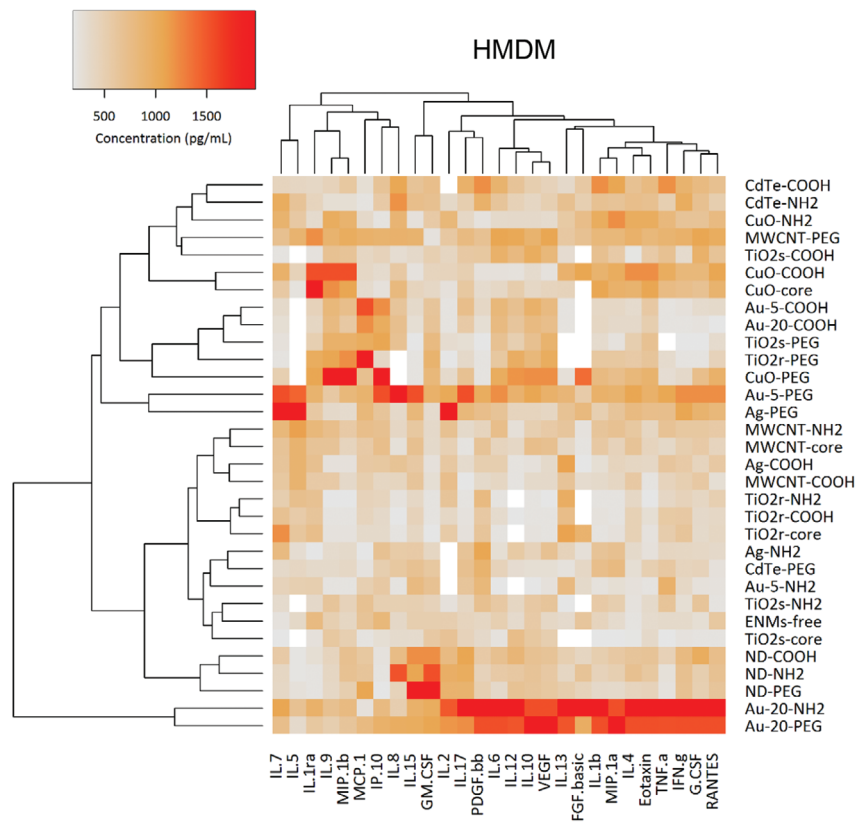 HMDM
500 1000 1500
Concentration (pg/mL)
CdTe-COOH
CdTe-NH2
CuO-NH2
MWCNT-PEG
TiO2s-COOH
CuO-COOH
CuO-core
Au-5-COOH
Au-20-COOH
TiO2s-PEG
TiO2r-PEG
CuO-PEG
Au-5-PEG
Ag-PEG
MWCNT-NH2
MWCNT-core
Ag-COOH
MWCNT-COOH
TiO2r-NH2
TiO2r-COOH
TiO2r-core
Ag-NH2
CdTe-PEG
Au-5-NH2
TiO2s-NH2
ENMs-free
TiO2s-core
ND-COOH
ND-NH2
ND-PEG
Au-20-NH2
Au-20-PEG
IL.7
IL.5
IL.1ra
IL.9
MIP.1b
MCP.1
IP.10
IL.8
IL.15
GM.CSF
IL.2
IL.17
PDGF.bb
IL.6
IL.12
IL.10
VEGF
IL.13
FGF.basic
IL.1b
MIP.1a
IL.4
Eotaxin
TNF.a
IFN.g
G.CSF
RANTES